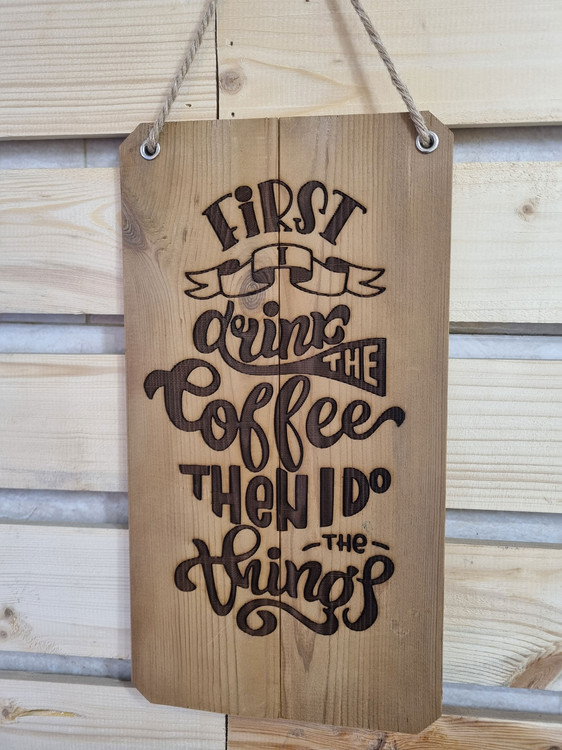 FIRST
I
drink
THE
Coffee
THEN I DO
THE
things